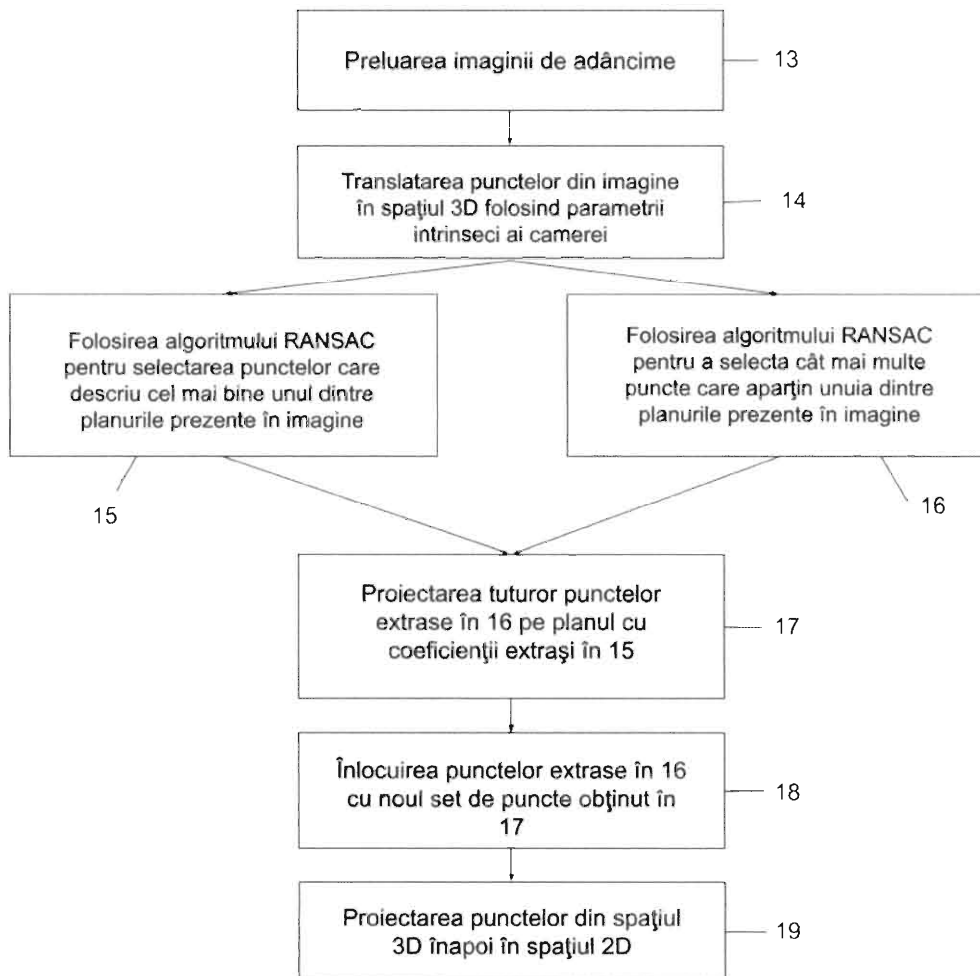 Preluarea imaginii de adâncime
13
Translatarea punctelor din imagine
în spaţiul 3D folosind parametrii
intrinseci ai camerei
14
Folosirea algoritmului RANSAC
pentru selectarea punctelor care
descriu cel mai bine unul dintre
planurile prezente în imagine
15
Folosirea algoritmului RANSAC
pentru a selecta cât mai multe
puncte care aparţin unuia dintre
planurile prezente în imagine
16
Proiectarea tuturor punctelor
extrase în 16 pe planul cu
coeficienţii extraşi în 15
17
Înlocuirea punctelor extrase în 16
cu noul set de puncte obţinut în
17
18
Proiectarea punctelor din spaţiul
3D înapoi în spaţiul 2D
19